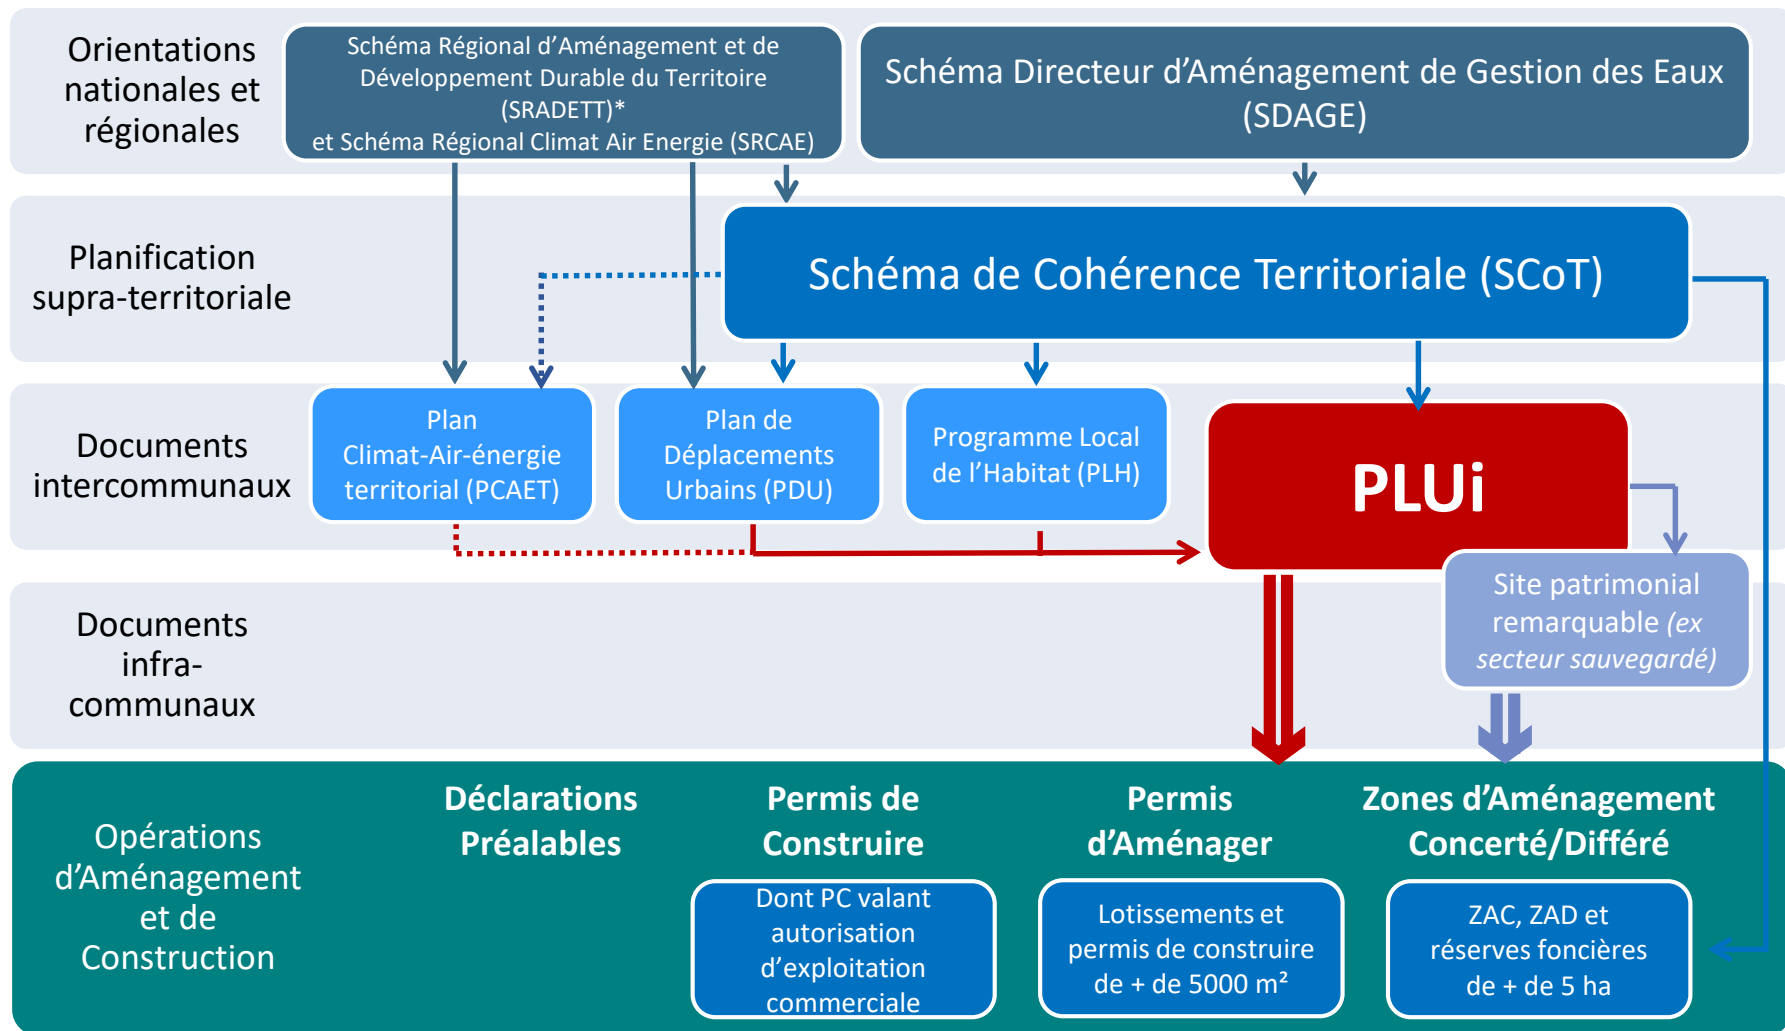 Orientations
nationales et
régionales
Schéma Régional d’Aménagement et de
Développement Durable du Territoire
(SRADETT)*
et Schéma Régional Climat Air Energie (SRCAE)
Schéma Directeur d’Aménagement de Gestion des Eaux
(SDAGE)
Planification
supra-territoriale
Schéma de Cohérence Territoriale (SCoT)
Documents
intercommunaux
Plan
Climat-Air-énergie
territorial (PCAET)
Plan de
Déplacements
Urbains (PDU)
Programme Local
de l’Habitat (PLH)
PLUi
Site patrimonial
remarquable (ex
secteur sauvegardé)
Documents
infra-
communaux
Opérations
d’Aménagement
et de
Construction
Déclarations
Préalables
Permis de
Construire
Dont PC valant
autorisation
d’exploitation
commerciale
Permis
d’Aménager
Lotissements et
permis de construire
de + de 5000 m²
Zones d’Aménagement
Concerté/Différé
ZAC, ZAD et
réserves foncières
de + de 5 ha